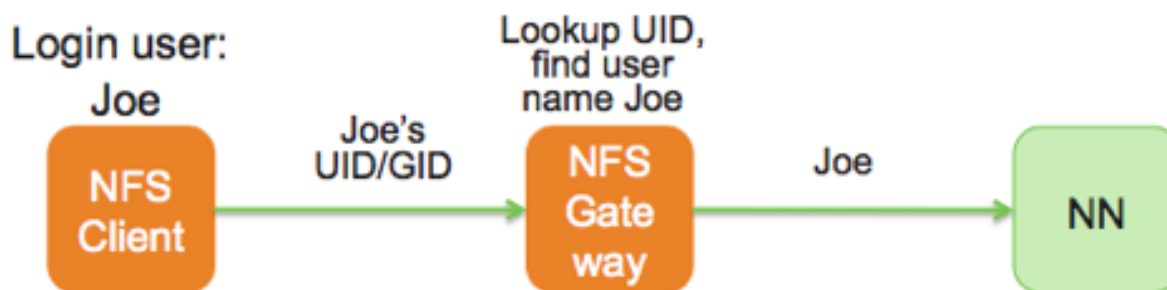 Login user:
Joe
NFS
Client
Joe's
UID/GID
Lookup UID,
find user
name Joe
NFS
Gate
way
Joe
NN